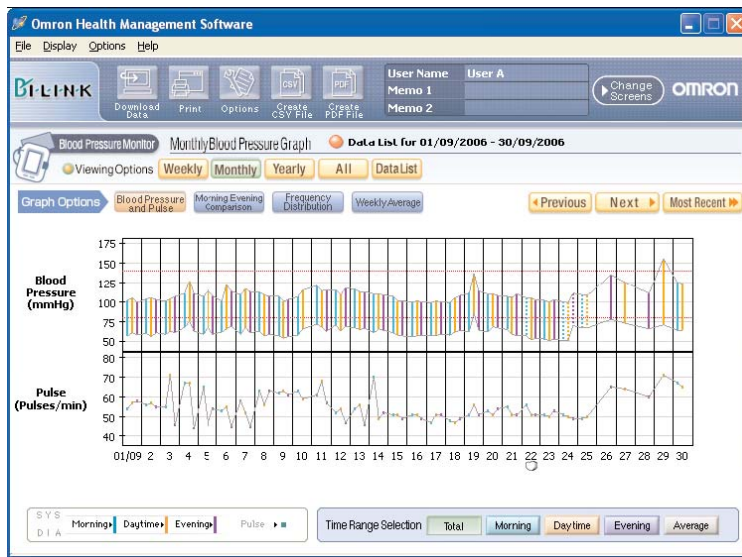 Omron Health Management Software
File Display Options Help
Bi-LINK
Download Data
Print
Options
CSV
Create CSV File
PDF
Create PDF File
User Name User A
Memo 1
Memo 2
Change Screens
OMRON
Blood Pressure Monitor Monthly Blood Pressure Graph Data List for 01/09/2006 - 30/09/2006
Viewing Options Weekly Monthly Yearly All Data List
Graph Options
Blood Pressure and Pulse
Morning Evening Comparison
Frequency Distribution
Weekly Average
Previous Next Most Recent
Blood Pressure (mmHg)
175
150
125
100
75
50
Pulse (Pulses/min)
80
70
60
50
40
01/09 2 3 4 5 6 7 8 9 10 11 12 13 14 15 16 17 18 19 20 21 22 23 24 25 26 27 28 29 30
SYS
DIA
Morning Daytime Evening Pulse
Time Range Selection Total Morning Daytime Evening Average